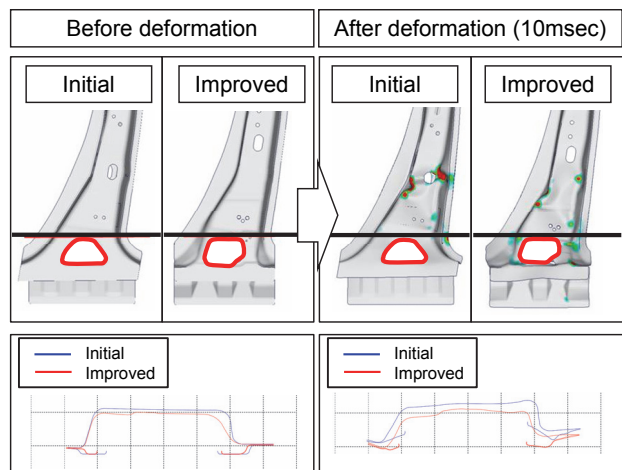 Before deformation
After deformation (10msec)
Initial
Improved
Initial
Improved
Initial
Improved
Initial
Improved